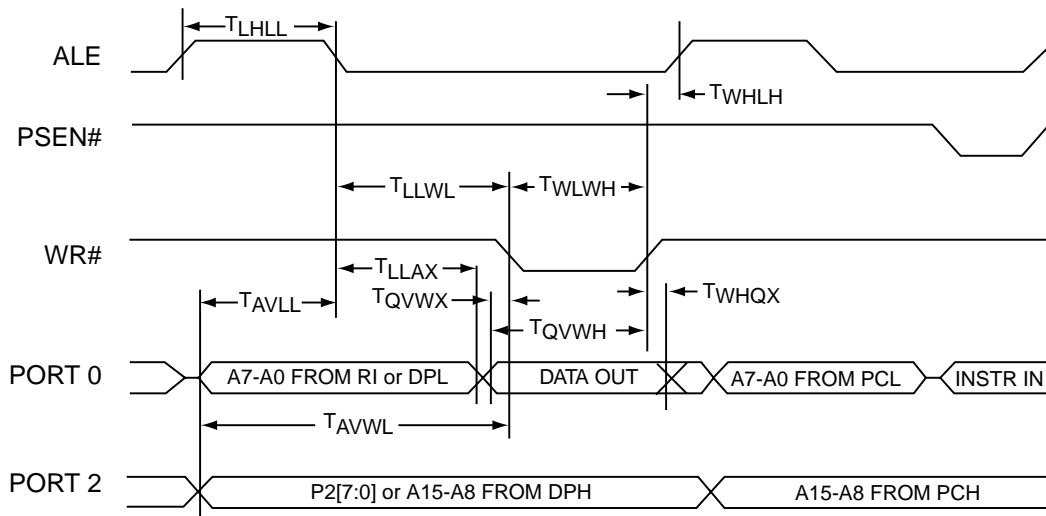 TLHLL
ALE
TWHLH
PSEN#
TLLWL
TWLWH
WR#
TLLAX
TAVLL
TQVWX
TWHQX
TQVWH
PORT 0
A7-A0 FROM RI or DPL
DATA OUT
A7-A0 FROM PCL
INSTR IN
TAVWL
PORT 2
P2[7:0] or A15-A8 FROM DPH
A15-A8 FROM PCH